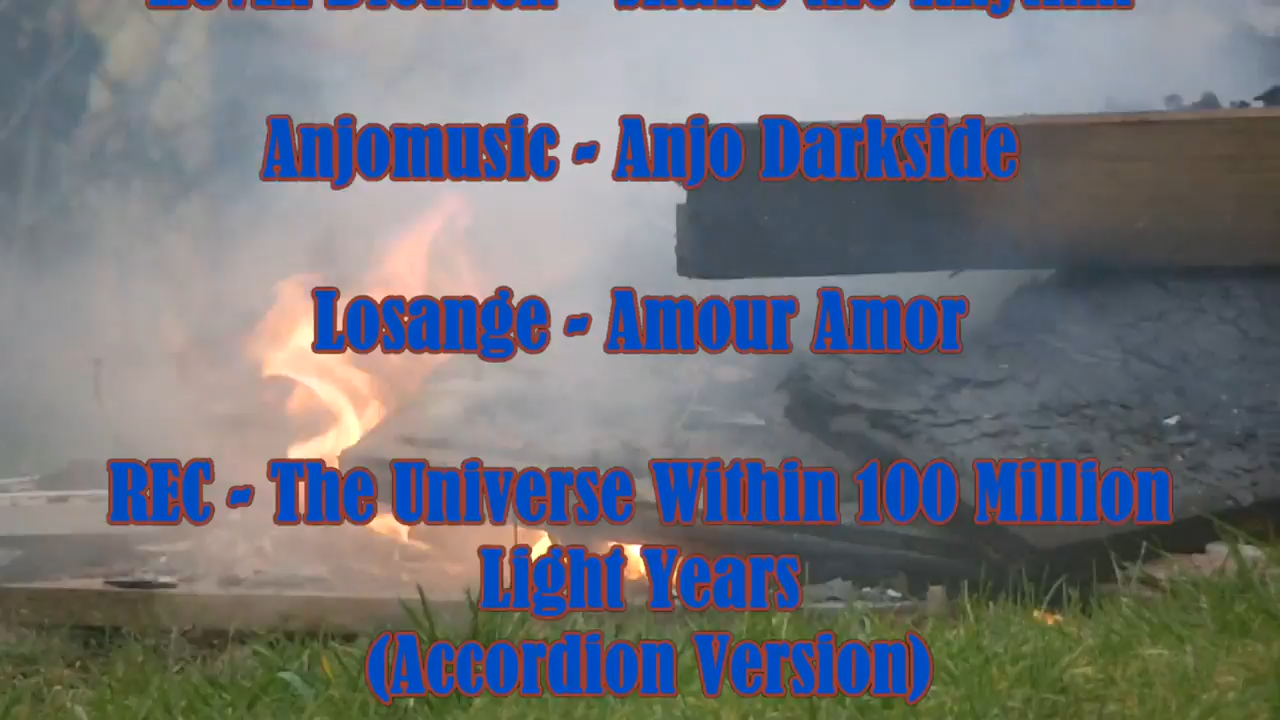 Anjomusic - Anjo Darkside
Losange - Amour Amor
REC - The Universe Within 100 Million
Light Years
(Accordion Version)